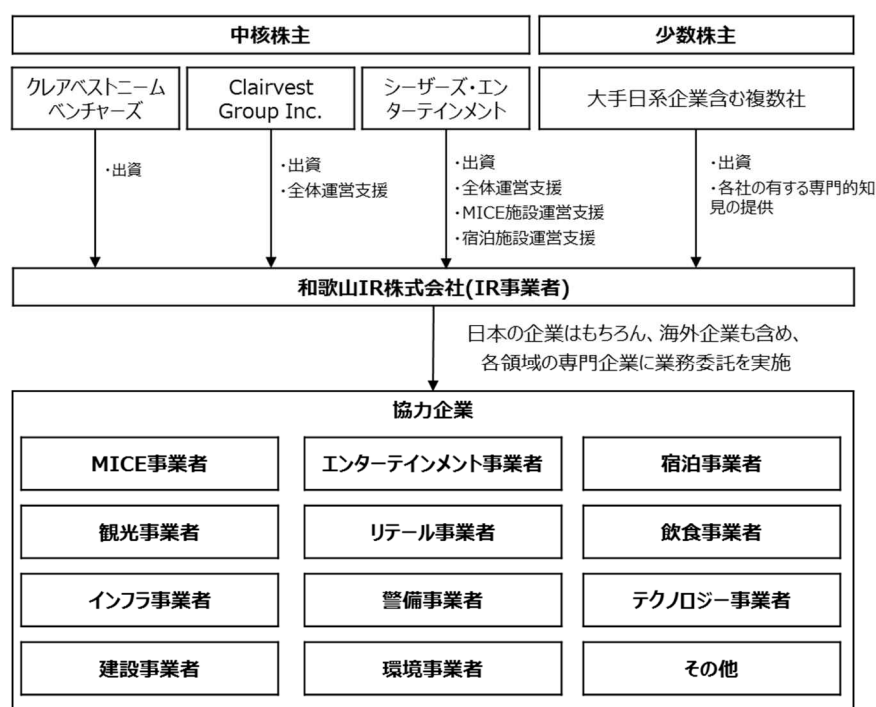 中核株主
少数株主
クレアベストニーム
ベンチャーズ
Clairvest
Group Inc.
シーザーズ・エン
ターテインメント
大手日系企業含む複数社
・出資
・出資
・全体運営支援
・出資
・全体運営支援
・MICE施設運営支援
・宿泊施設運営支援
・出資
・各社の有する専門的知
見の提供
和歌山IR株式会社(IR事業者)
日本の企業はもちろん、海外企業も含め、
各領域の専門企業に業務委託を実施
協力企業
MICE事業者
エンターテインメント事業者
宿泊事業者
観光事業者
リテール事業者
飲食事業者
インフラ事業者
警備事業者
テクノロジー事業者
建設事業者
環境事業者
その他